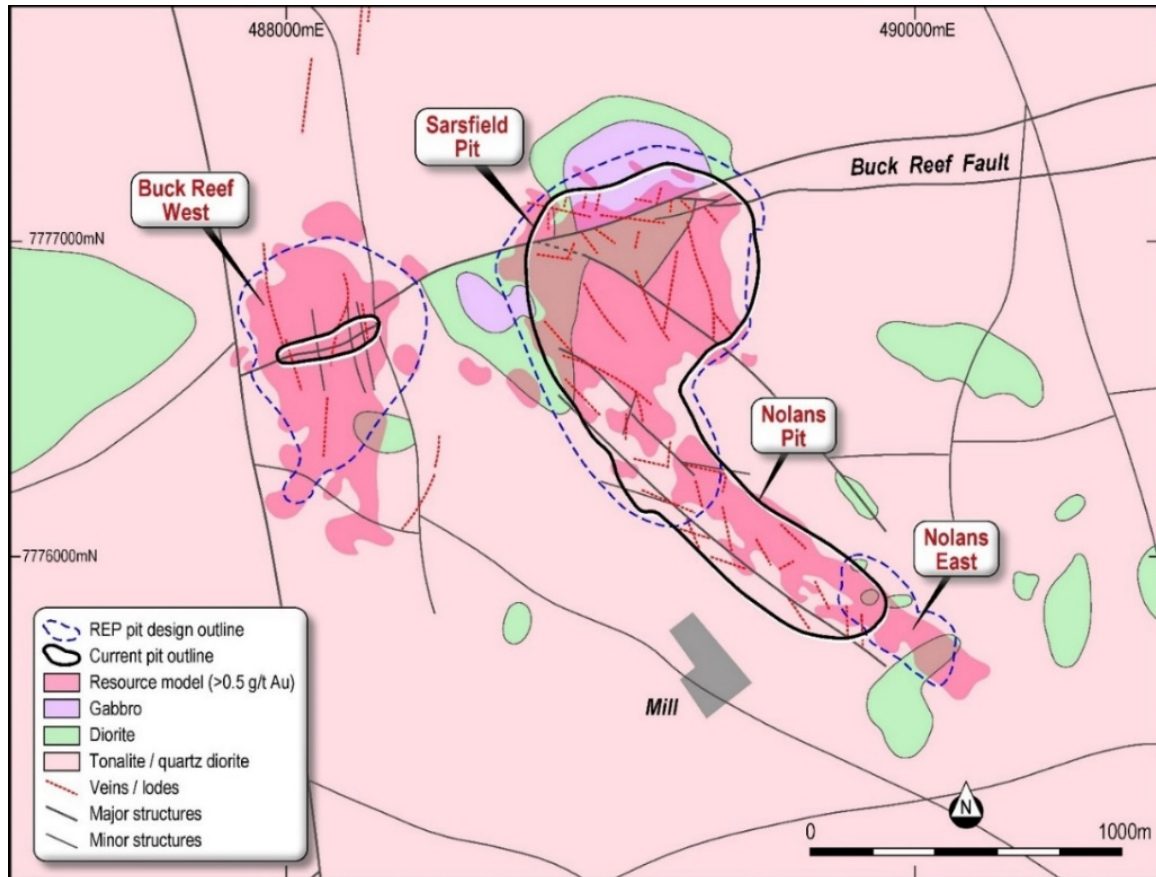 488000mE
490000mE
Sarsfield
Pit
Buck Reef Fault
Buck Reef
West
7777000mN
Nolans
Pit
Nolans
East
7776000mN
REP pit design outline
Current pit outline
Resource model (>0.5 g/t Au)
Gabbro
Diorite
Tonalite / quartz diorite
Veins / lodes
Major structures
Minor structures
Mill
N
0
1000m